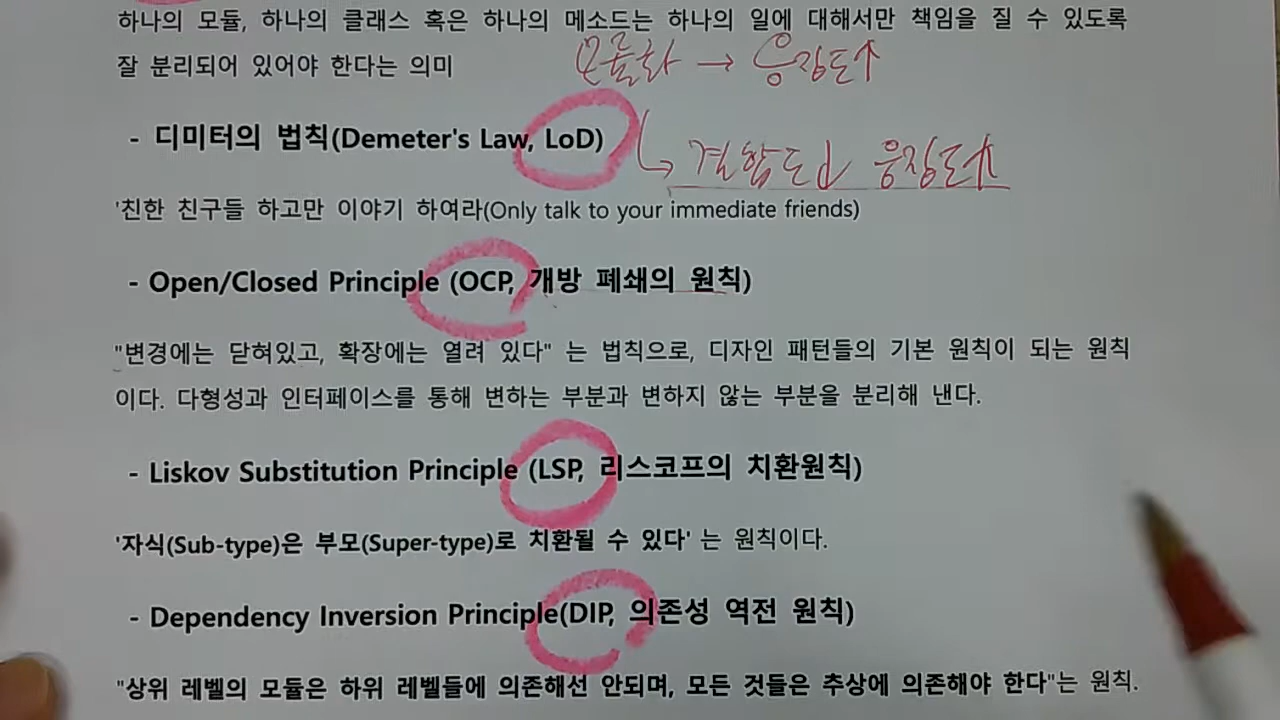 하나의 모듈, 하나의 클래스 혹은 하나의 메소드는 하나의 일에 대해서만 책임을 질 수 있도록
잘 분리되어 있어야 한다는 의미
모듈화 → 응집도↑
- 디미터의 법칙(Demeter's Law, LoD)
결합도↓ 응집도↑
'친한 친구들 하고만 이야기 하여라(Only talk to your immediate friends)
- Open/Closed Principle (OCP, 개방 폐쇄의 원칙)
"변경에는 닫혀있고, 확장에는 열려 있다" 는 법칙으로, 디자인 패턴들의 기본 원칙이 되는 원칙
이다. 다형성과 인터페이스를 통해 변하는 부분과 변하지 않는 부분을 분리해 낸다.
- Liskov Substitution Principle (LSP, 리스코프의 치환원칙)
'자식(Sub-type)은 부모(Super-type)로 치환될 수 있다' 는 원칙이다.
- Dependency Inversion Principle(DIP, 의존성 역전 원칙)
"상위 레벨의 모듈은 하위 레벨들에 의존해선 안되며, 모든 것들은 추상에 의존해야 한다"는 원칙.